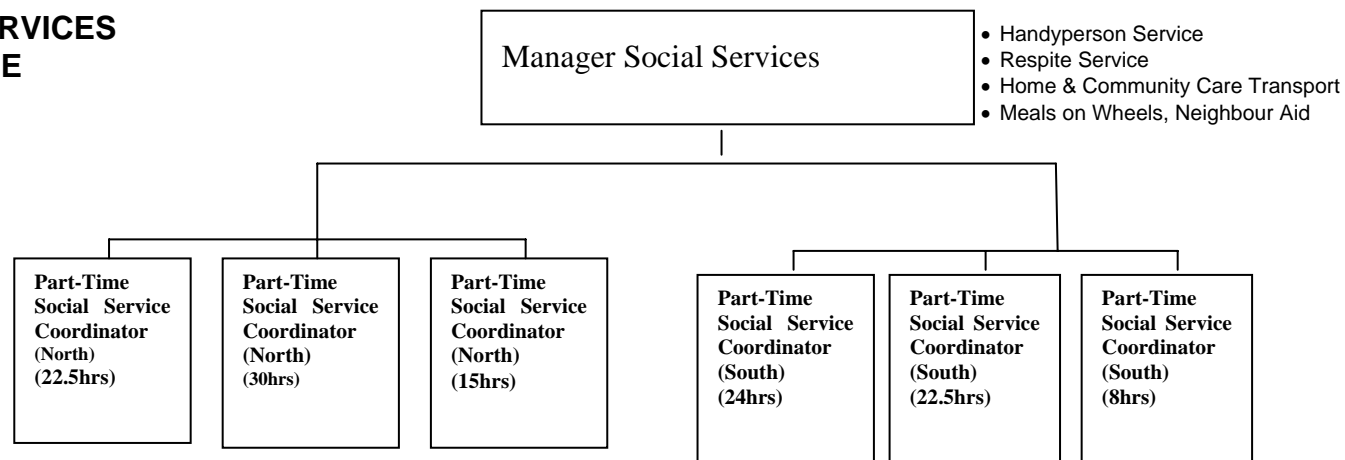 RVICES
E
Manager Social Services
• Handyperson Service
• Respite Service
• Home & Community Care Transport
• Meals on Wheels, Neighbour Aid
Part-Time
Social Service
Coordinator
(North)
(22.5hrs)
Part-Time
Social Service
Coordinator
(North)
(30hrs)
Part-Time
Social Service
Coordinator
(North)
(15hrs)
Part-Time
Social Service
Coordinator
(South)
(24hrs)
Part-Time
Social Service
Coordinator
(South)
(22.5hrs)
Part-Time
Social Service
Coordinator
(South)
(8hrs)